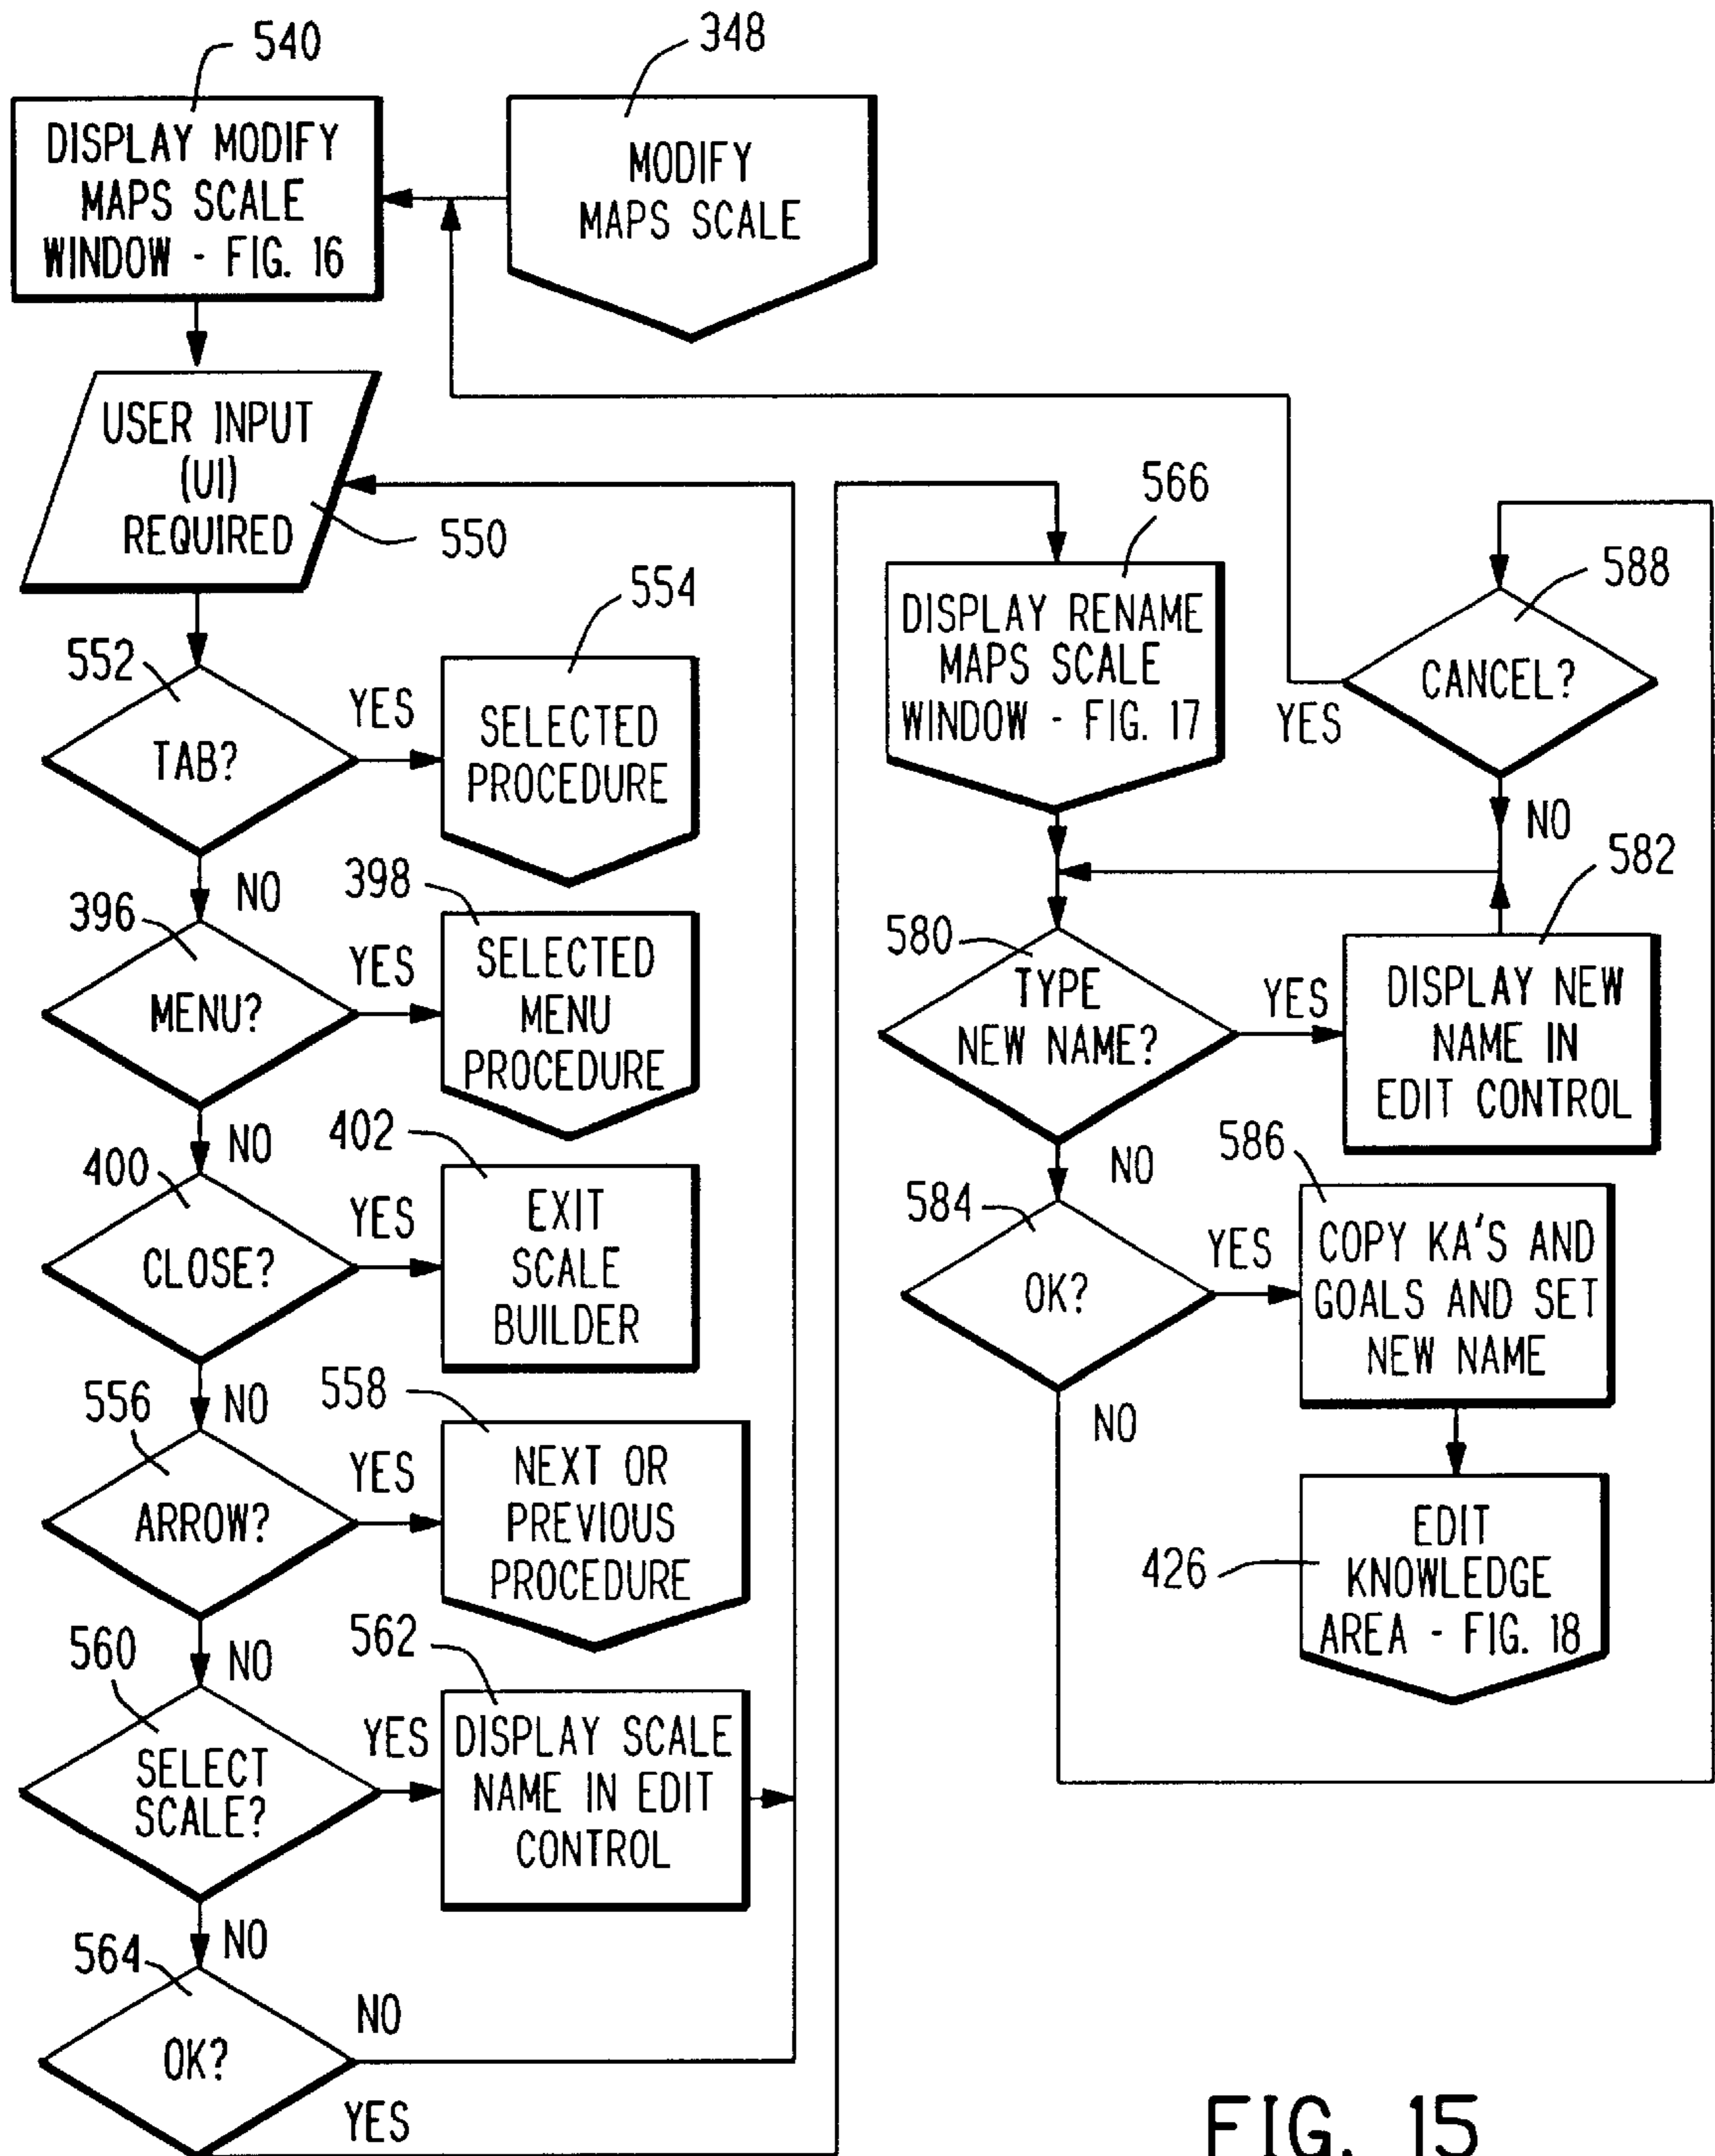 540
DISPLAY MODIFY
MAPS SCALE
WINDOW - FIG. 16
348
MODIFY
MAPS SCALE
USER INPUT
(UI)
REQUIRED
550
552
TAB?
YES
554
SELECTED
PROCEDURE
NO
396
MENU?
YES
398
SELECTED
MENU
PROCEDURE
NO
400
CLOSE?
YES
402
EXIT
SCALE
BUILDER
NO
556
ARROW?
YES
558
NEXT OR
PREVIOUS
PROCEDURE
NO
560
SELECT
SCALE?
YES
562
DISPLAY SCALE
NAME IN EDIT
CONTROL
NO
564
OK?
NO
YES
566
DISPLAY RENAME
MAPS SCALE
WINDOW - FIG. 17
588
CANCEL?
YES
NO
580
TYPE
NEW NAME?
YES
582
DISPLAY NEW
NAME IN
EDIT CONTROL
NO
584
OK?
YES
586
COPY KA'S AND
GOALS AND SET
NEW NAME
NO
426
EDIT
KNOWLEDGE
AREA - FIG. 18
FIG. 15